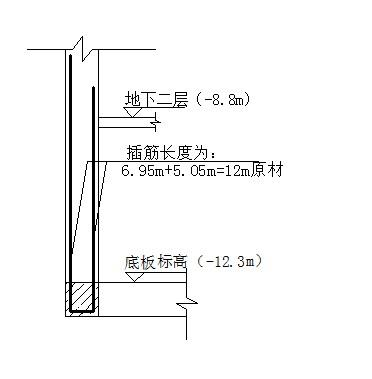 地下二层（-8.8m）
插筋长度为：
6.95m+5.05m=12m原材
底板标高（-12.3m）